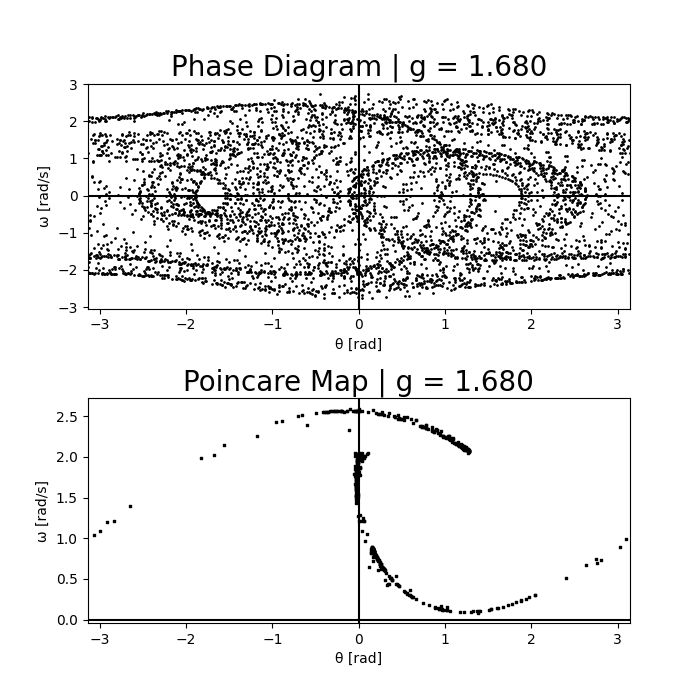 Phase Diagram | g = 1.680
3
2
1
0
−1
−2
−3
ω [rad/s]
−3 −2 −1 0 1 2 3
θ [rad]
Poincare Map | g = 1.680
2.5
2.0
1.5
1.0
0.5
0.0
ω [rad/s]
−3 −2 −1 0 1 2 3
θ [rad]